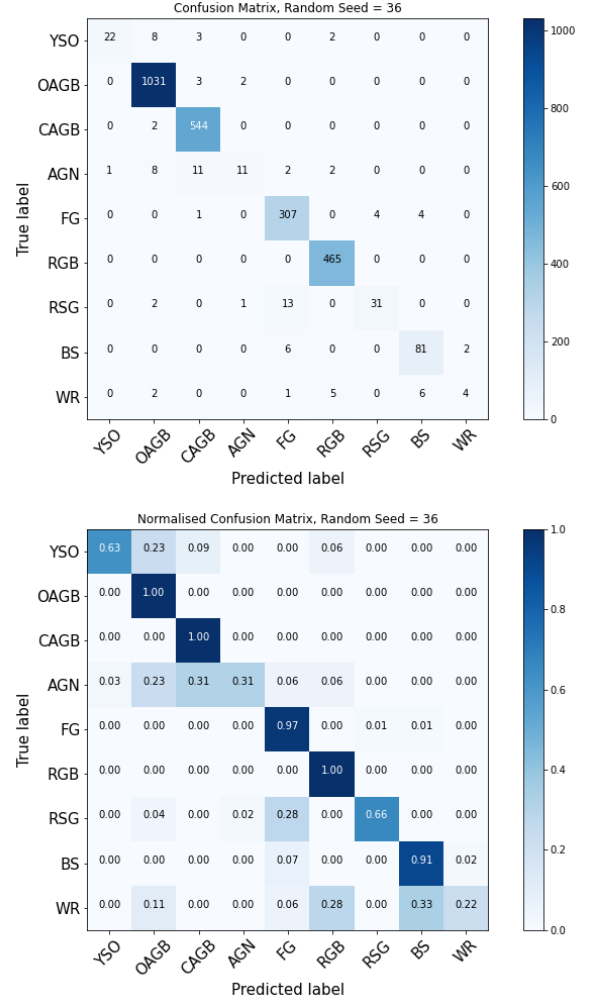 Confusion Matrix, Random Seed = 36
YSO 22 8 3 0 0 2 0 0 0
OAGB 0 1031 3 2 0 0 0 0 0
CAGB 0 2 544 0 0 0 0 0 0
AGN 1 8 11 11 2 2 0 0 0
FG 0 0 1 0 307 0 4 4 0
RGB 0 0 0 0 0 465 0 0 0
RSG 0 2 0 1 13 0 31 0 0
BS 0 0 0 0 6 0 0 81 2
WR 0 2 0 0 1 5 0 6 4
YSO OAGB CAGB AGN FG RGB RSG BS WR
Predicted label
True label
1000
800
600
400
200
0
Normalised Confusion Matrix, Random Seed = 36
YSO 0.63 0.23 0.09 0.00 0.00 0.06 0.00 0.00 0.00
OAGB 0.00 1.00 0.00 0.00 0.00 0.00 0.00 0.00 0.00
CAGB 0.00 0.00 1.00 0.00 0.00 0.00 0.00 0.00 0.00
AGN 0.03 0.23 0.31 0.31 0.06 0.06 0.00 0.00 0.00
FG 0.00 0.00 0.00 0.00 0.97 0.00 0.01 0.01 0.00
RGB 0.00 0.00 0.00 0.00 0.00 1.00 0.00 0.00 0.00
RSG 0.00 0.04 0.00 0.02 0.28 0.00 0.66 0.00 0.00
BS 0.00 0.00 0.00 0.00 0.07 0.00 0.00 0.91 0.02
WR 0.00 0.11 0.00 0.00 0.06 0.28 0.00 0.33 0.22
YSO OAGB CAGB AGN FG RGB RSG BS WR
Predicted label
True label
1.0
0.8
0.6
0.4
0.2
0.0